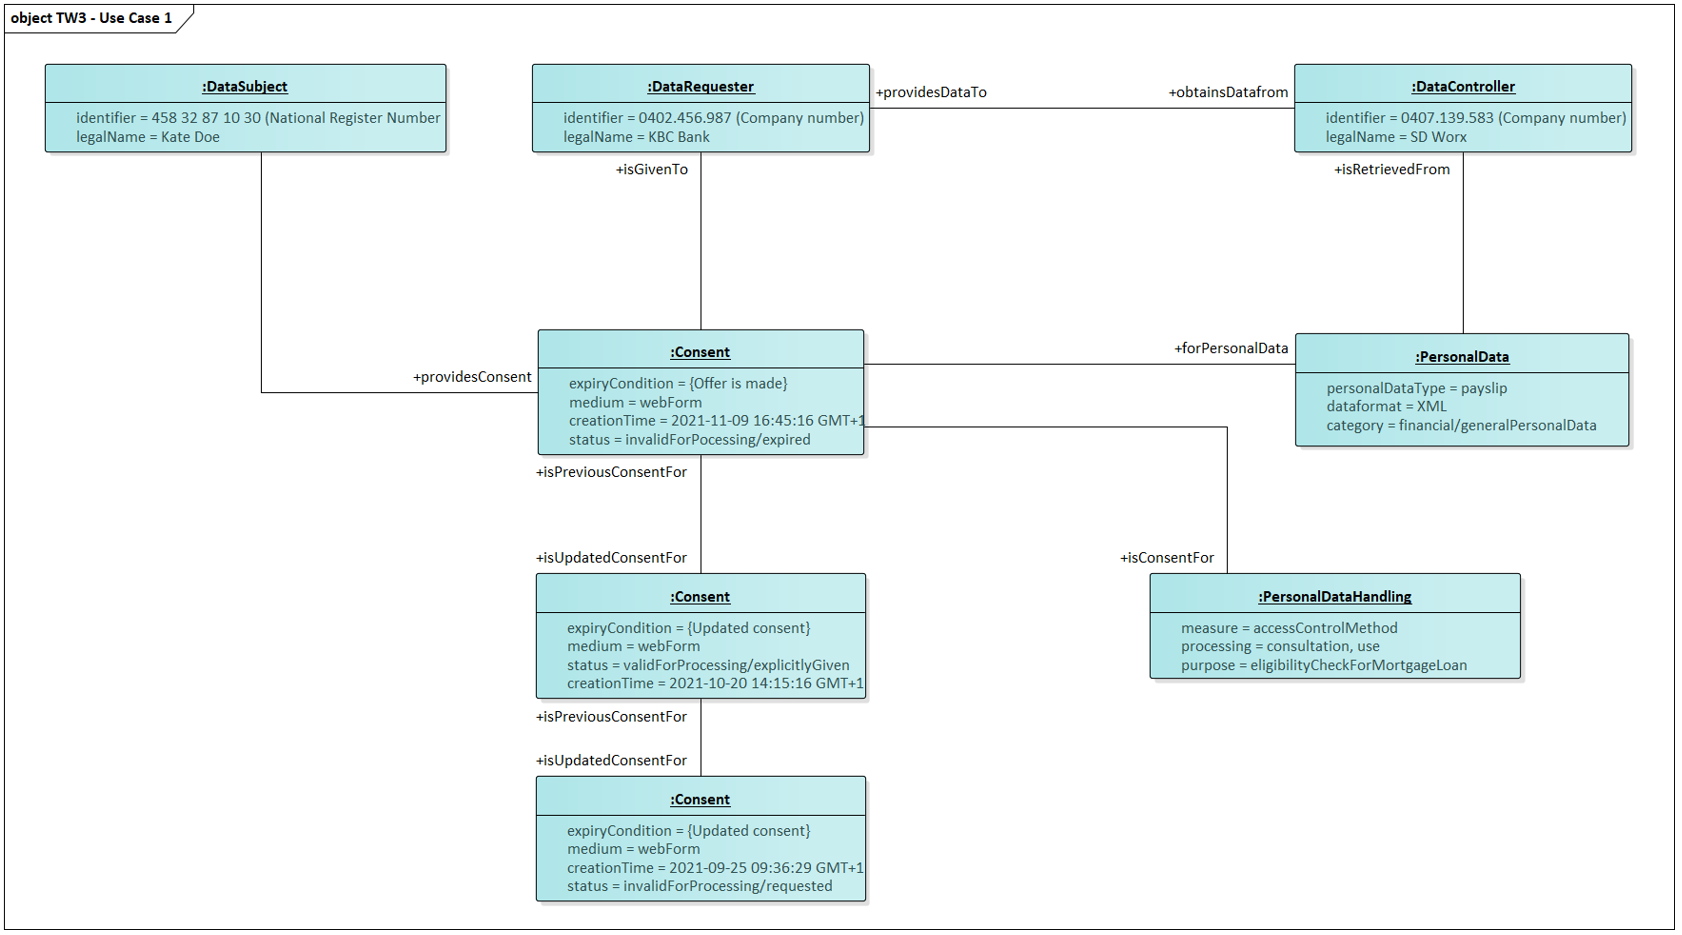 object TW3 - Use Case 1
:DataSubject
identifier = 458 32 87 10 30 (National Register Number
legalName = Kate Doe
:DataRequester
identifier = 0402.456.987 (Company number)
legalName = KBC Bank
+providesDataTo
+obtainsDatafrom
:DataController
identifier = 0407.139.583 (Company number)
legalName = SD Worx
+isGivenTo
+isRetrievedFrom
+providesConsent
:Consent
expiryCondition = {Offer is made}
medium = webForm
creationTime = 2021-11-09 16:45:16 GMT+1
status = invalidForPocessing/expired
+forPersonalData
:PersonalData
personalDataType = payslip
dataformat = XML
category = financial/generalPersonalData
+isPreviousConsentFor
+isUpdatedConsentFor
+isConsentFor
:Consent
expiryCondition = {Updated consent}
medium = webForm
status = validForProcessing/explicitlyGiven
creationTime = 2021-10-20 14:15:16 GMT+1
:PersonalDataHandling
measure = accessControlMethod
processing = consultation, use
purpose = eligibilityCheckForMortgageLoan
+isPreviousConsentFor
+isUpdatedConsentFor
:Consent
expiryCondition = {Updated consent}
medium = webForm
creationTime = 2021-09-25 09:36:29 GMT+1
status = invalidForProcessing/requested